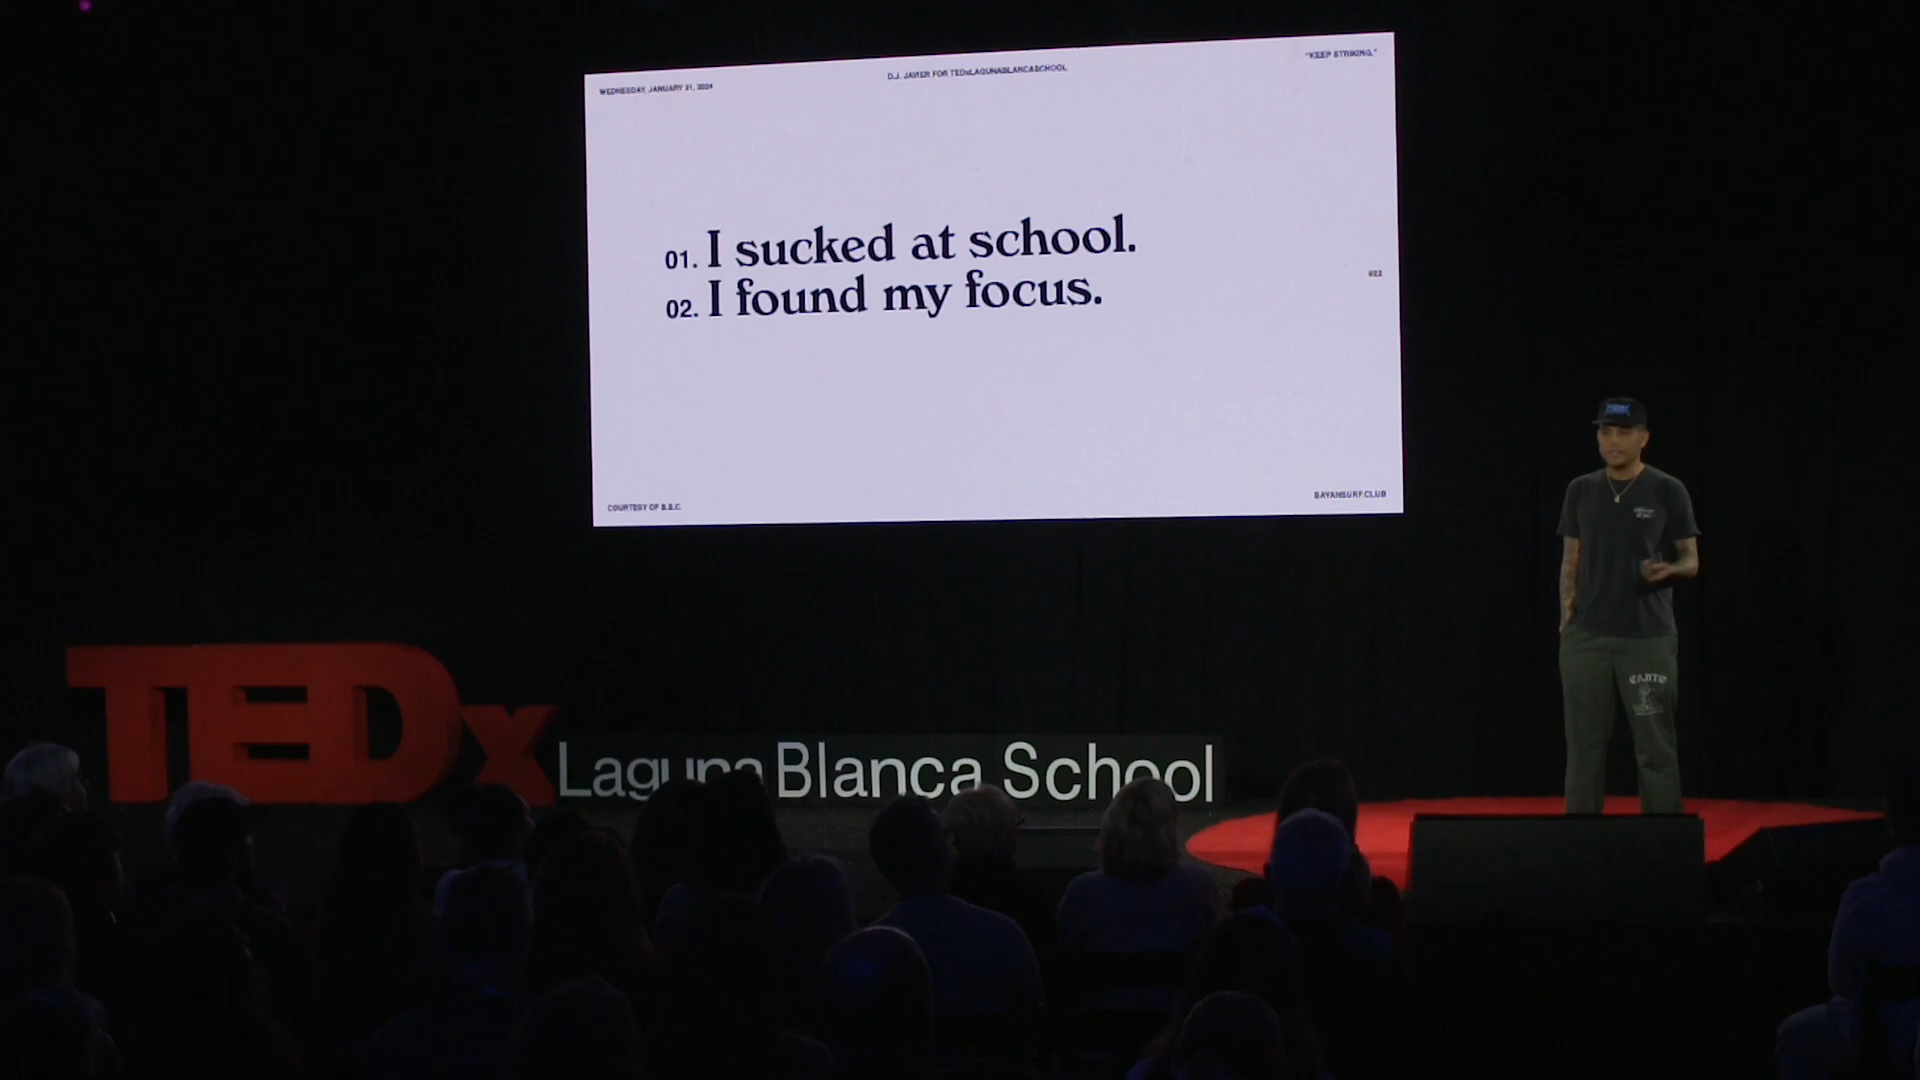 WEDNESDAY, JANUARY 31, 2024
D.J. JAVIER FOR TEDxLAGUNABLANCASCHOOL
"KEEP STRIKING."
01. I sucked at school.
02. I found my focus.
022
COURTESY OF B.S.C.
BAYANSURF.CLUB
TEDx
Laguna Blanca School